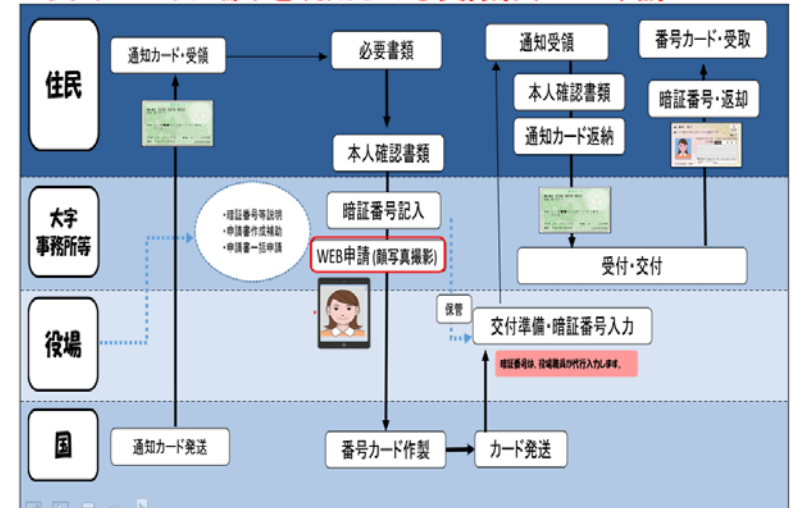 住民
通知カード・受領
必要書類
本人確認書類
通知受領
本人確認書類
通知カード返納
番号カード・受取
暗証番号・返却
大字
事務所等
・暗証番号等説明
・申請書作成補助
・申請書一括申請
暗証番号記入
WEB申請(顔写真撮影)
受付・交付
役場
保管
交付準備・暗証番号入力
暗証番号は、役場職員が代行入力します。
国
通知カード発送
番号カード作製
カード発送